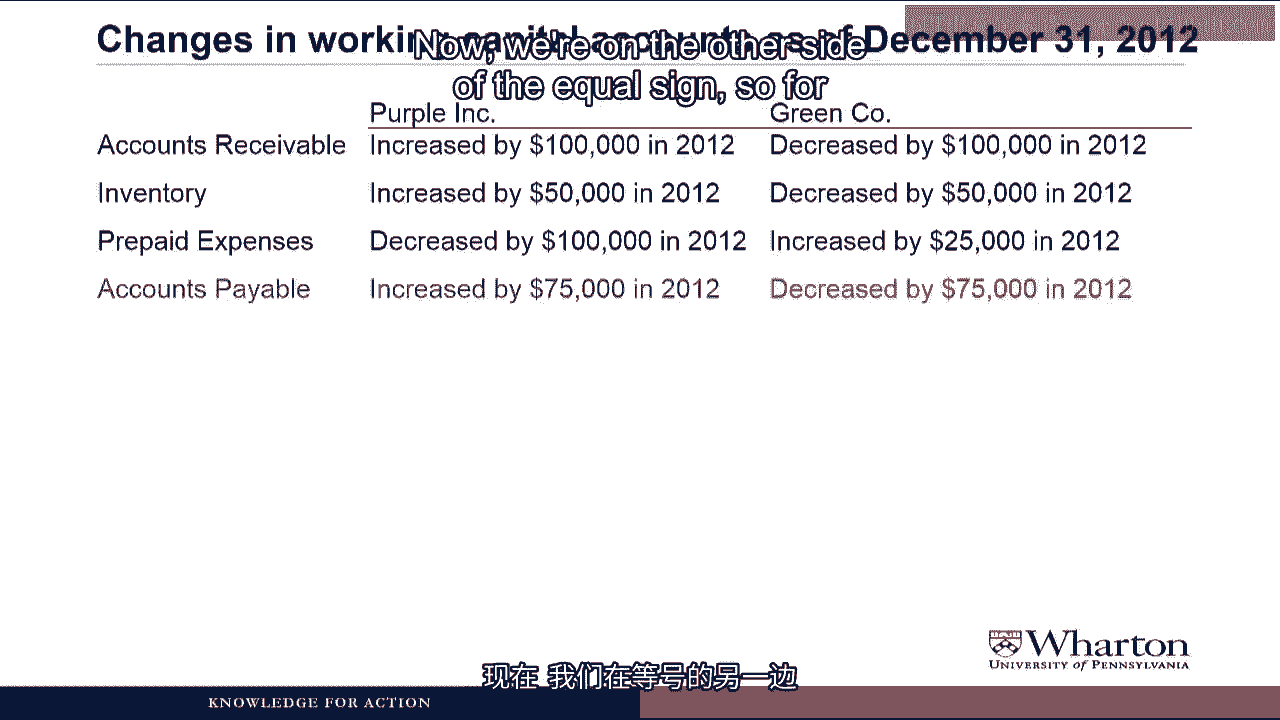 Changes in working capital accounts as of December 31, 2012
Now, we're on the other side
of the equal sign, so for
Purple Inc. Green Co.
Accounts Receivable Increased by $100,000 in 2012 Decreased by $100,000 in 2012
Inventory Increased by $50,000 in 2012 Decreased by $50,000 in 2012
Prepaid Expenses Decreased by $100,000 in 2012 Increased by $25,000 in 2012
Accounts Payable Increased by $75,000 in 2012 Decreased by $75,000 in 2012
Wharton
UNIVERSITY of PENNSYLVANIA
现在 我们在等号的另一边
KNOWLEDGE FOR ACTION